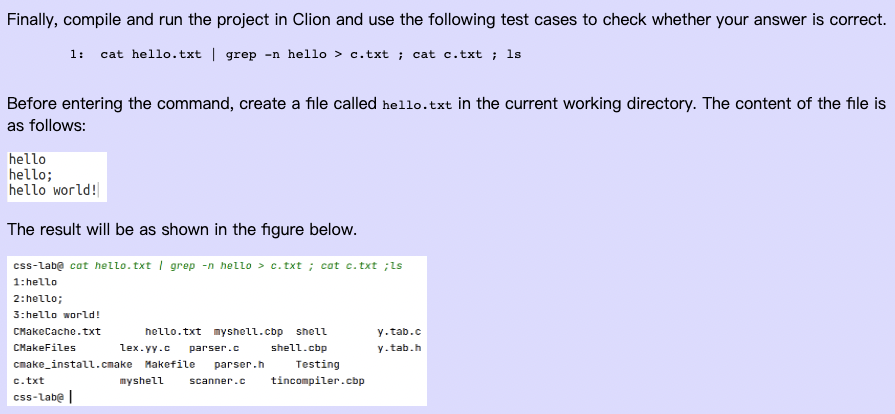 Finally, compile and run the project in Clion and use the following test cases to check whether your answer is correct.
1: cat hello.txt | grep -n hello > c.txt ; cat c.txt ; ls
Before entering the command, create a file called hello.txt in the current working directory. The content of the file is
as follows:
hello
hello;
hello world!
The result will be as shown in the figure below.
css-lab@ cat hello.txt | grep -n hello > c.txt ; cat c.txt ;ls
1:hello
2:hello;
3:hello world!
CMakeCache.txt hello.txt myshell.cbp shell y.tab.c
CMakeFiles lex.yy.c parser.c shell.cbp y.tab.h
cmake_install.cmake Makefile parser.h Testing
c.txt myshell scanner.c tincompiler.cbp
css-lab@